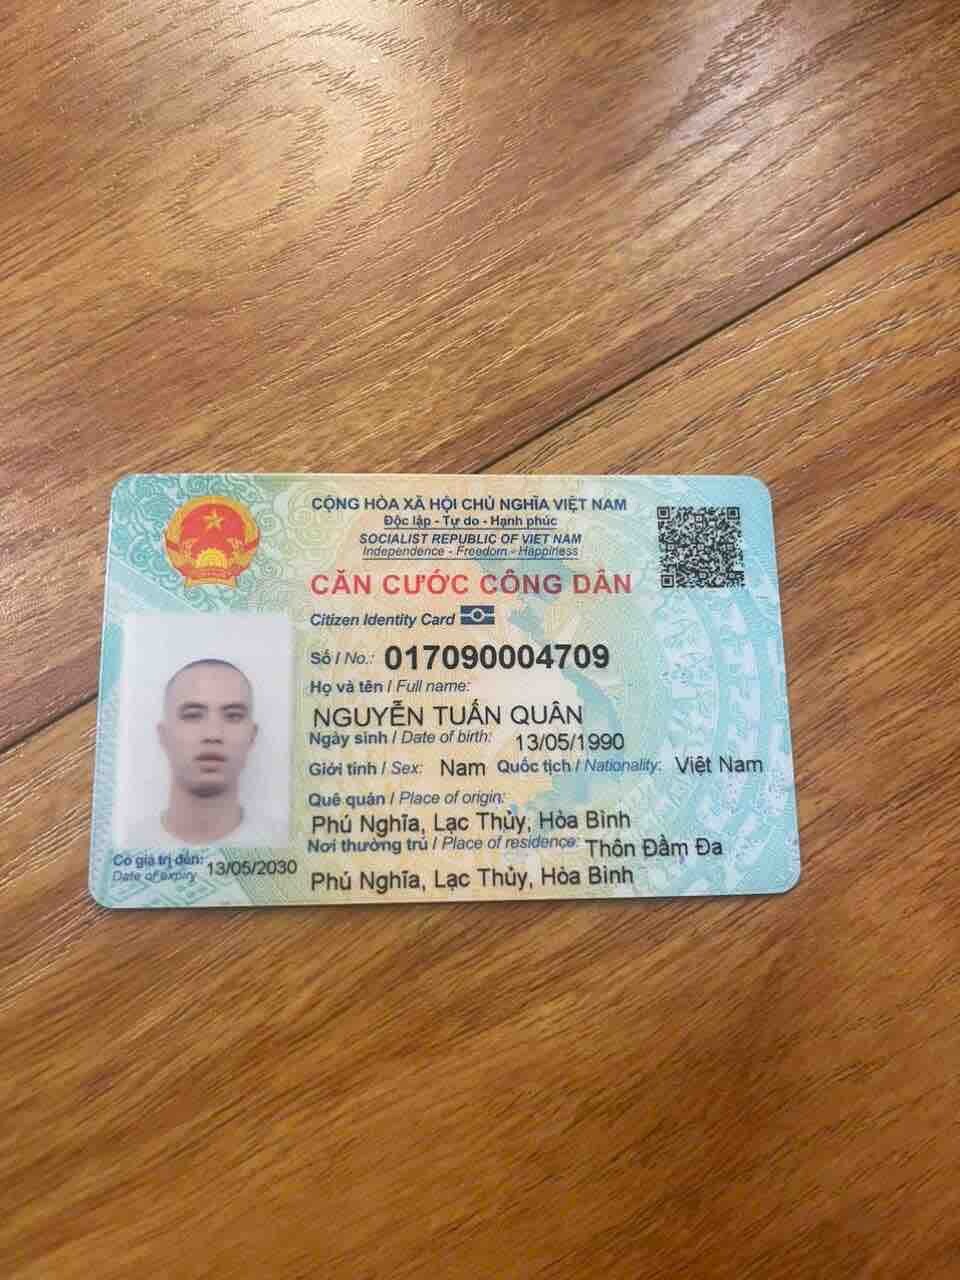 CỘNG HÒA XÃ HỘI CHỦ NGHĨA VIỆT NAM
Độc lập - Tự do - Hạnh phúc
SOCIALIST REPUBLIC OF VIET NAM
Independence - Freedom - Happiness
CĂN CƯỚC CÔNG DÂN
Citizen Identity Card
Số / No.: 017090004709
Họ và tên / Full name:
NGUYỄN TUẤN QUÂN
Ngày sinh / Date of birth: 13/05/1990
Giới tính / Sex: Nam Quốc tịch / Nationality: Việt Nam
Quê quán / Place of origin:
Phú Nghĩa, Lạc Thủy, Hòa Bình
Nơi thường trú / Place of residence: Thôn Đầm Đa
Phú Nghĩa, Lạc Thủy, Hòa Bình
Có giá trị đến: 13/05/2030
Date of expiry